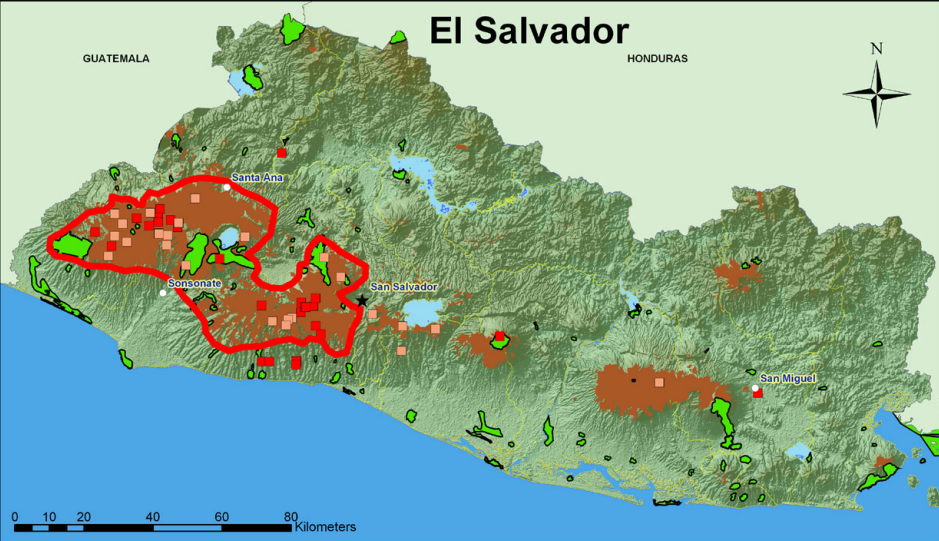 El Salvador
GUATEMALA
HONDURAS
N
Santa Ana
Sonsonate
San Salvador
San Miguel
0 10 20 40 60 80
Kilometers